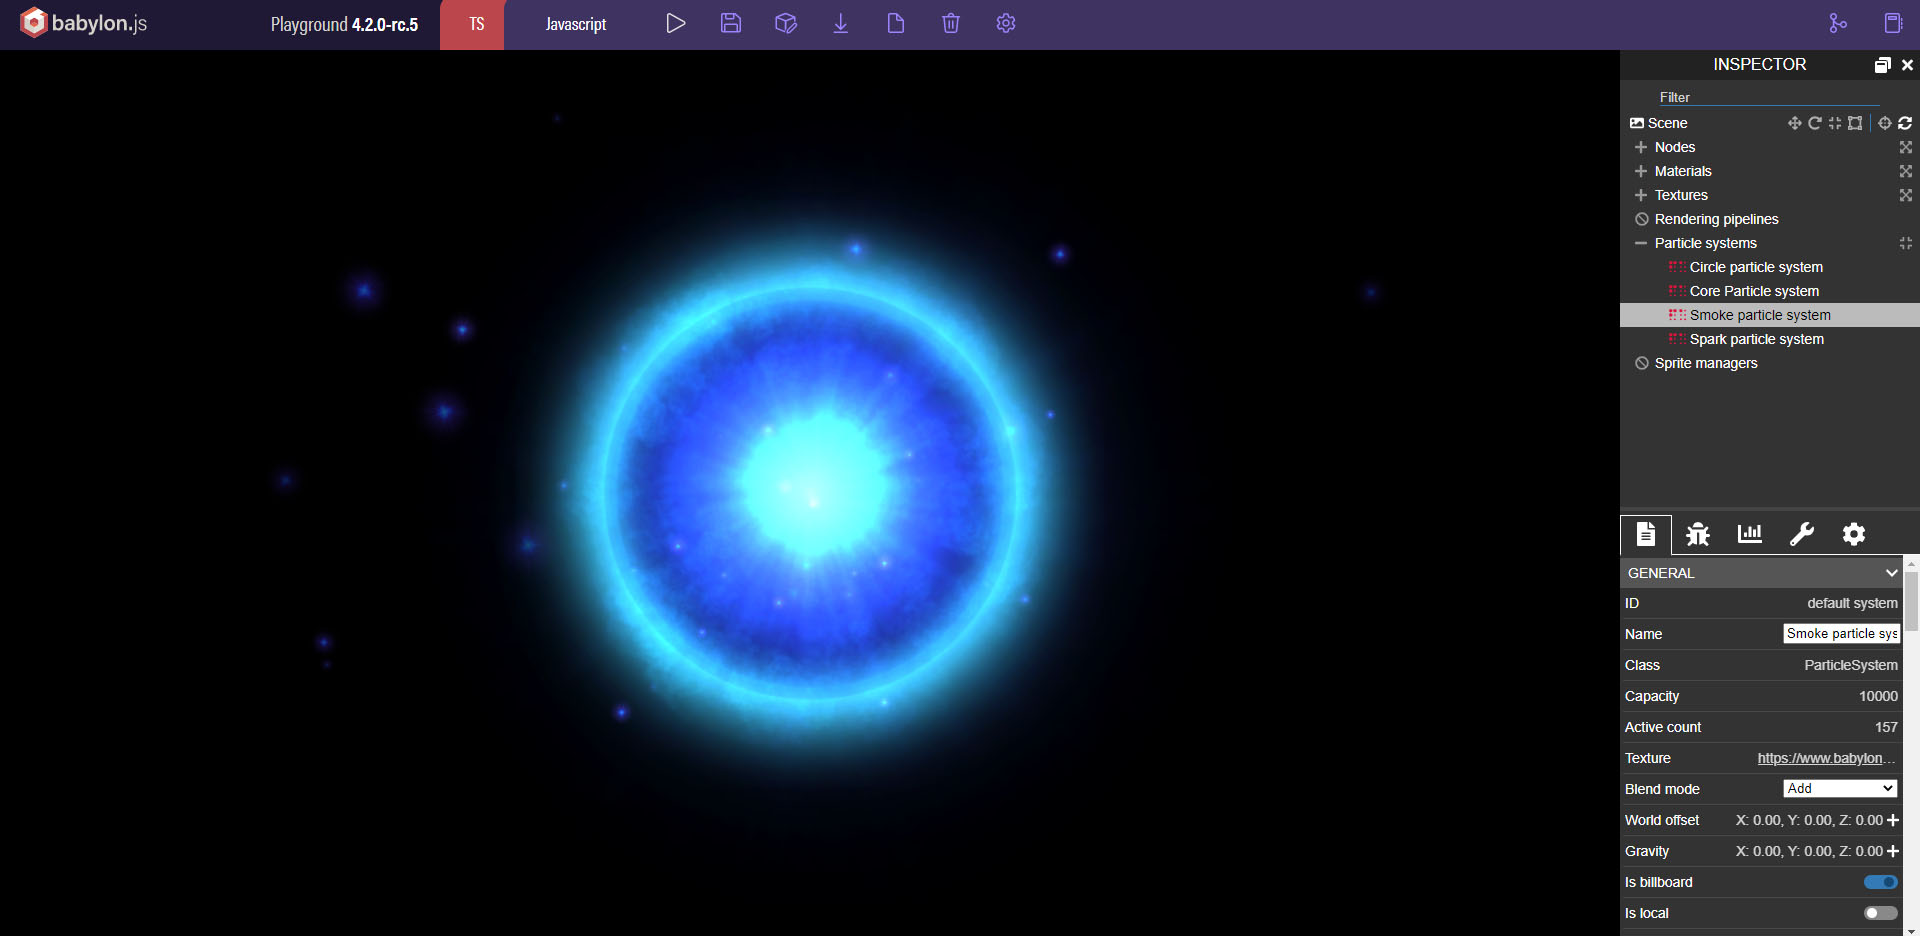 babylon.js
Playground 4.2.0-rc.5
TS
Javascript
INSPECTOR
Filter
Scene
Nodes
Materials
Textures
Rendering pipelines
Particle systems
Circle particle system
Core Particle system
Smoke particle system
Spark particle system
Sprite managers
GENERAL
ID default system
Name Smoke particle sys
Class ParticleSystem
Capacity 10000
Active count 157
Texture https://www.babylon...
Blend mode Add
World offset X: 0.00, Y: 0.00, Z: 0.00
Gravity X: 0.00, Y: 0.00, Z: 0.00
Is billboard
Is local